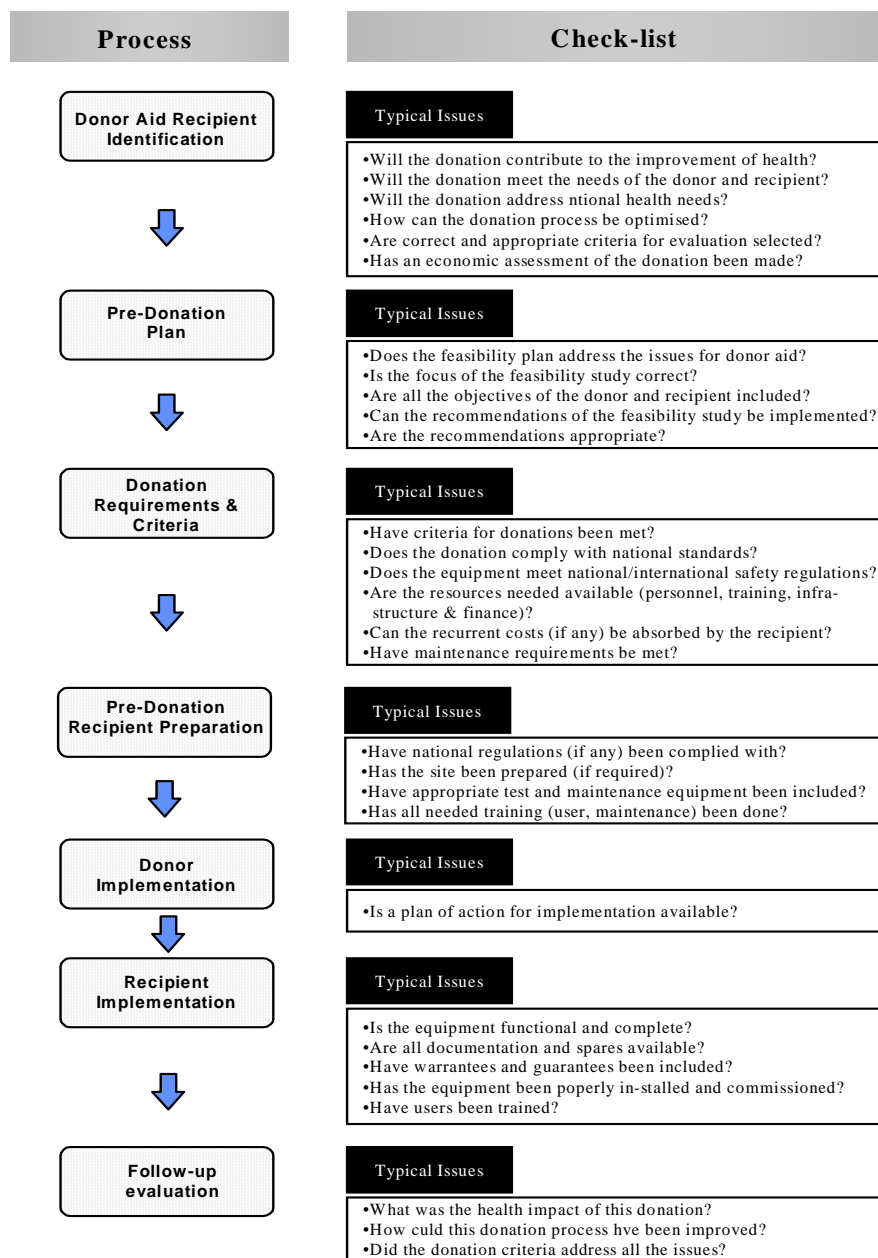 Process
Check-list
Donor Aid Recipient
Identification
Typical Issues
•Will the donation contribute to the improvement of health?
•Will the donation meet the needs of the donor and recipient?
•Will the donation address ntional health needs?
•How can the donation process be optimised?
•Are correct and appropriate criteria for evaluation selected?
•Has an economic assessment of the donation been made?
Pre-Donation
Plan
Typical Issues
•Does the feasibility plan address the issues for donor aid?
•Is the focus of the feasibility study correct?
•Are all the objectives of the donor and recipient included?
•Can the recommendations of the feasibility study be implemented?
•Are the recommendations appropriate?
Donation
Requirements &
Criteria
Typical Issues
•Have criteria for donations been met?
•Does the donation comply with national standards?
•Does the equipment meet national/international safety regulations?
•Are the resources needed available (personnel, training, infra-
structure & finance)?
•Can the recurrent costs (if any) be absorbed by the recipient?
•Have maintenance requirements be met?
Pre-Donation
Recipient Preparation
Typical Issues
•Have national regulations (if any) been complied with?
•Has the site been prepared (if required)?
•Have appropriate test and maintenance equipment been included?
•Has all needed training (user, maintenance) been done?
Donor
Implementation
Typical Issues
•Is a plan of action for implementation available?
Recipient
Implementation
Typical Issues
•Is the equipment functional and complete?
•Are all documentation and spares available?
•Have warrantees and guarantees been included?
•Has the equipment been poperly in-stalled and commissioned?
•Have users been trained?
Follow-up
evaluation
Typical Issues
•What was the health impact of this donation?
•How culd this donation process hve been improved?
•Did the donation criteria address all the issues?